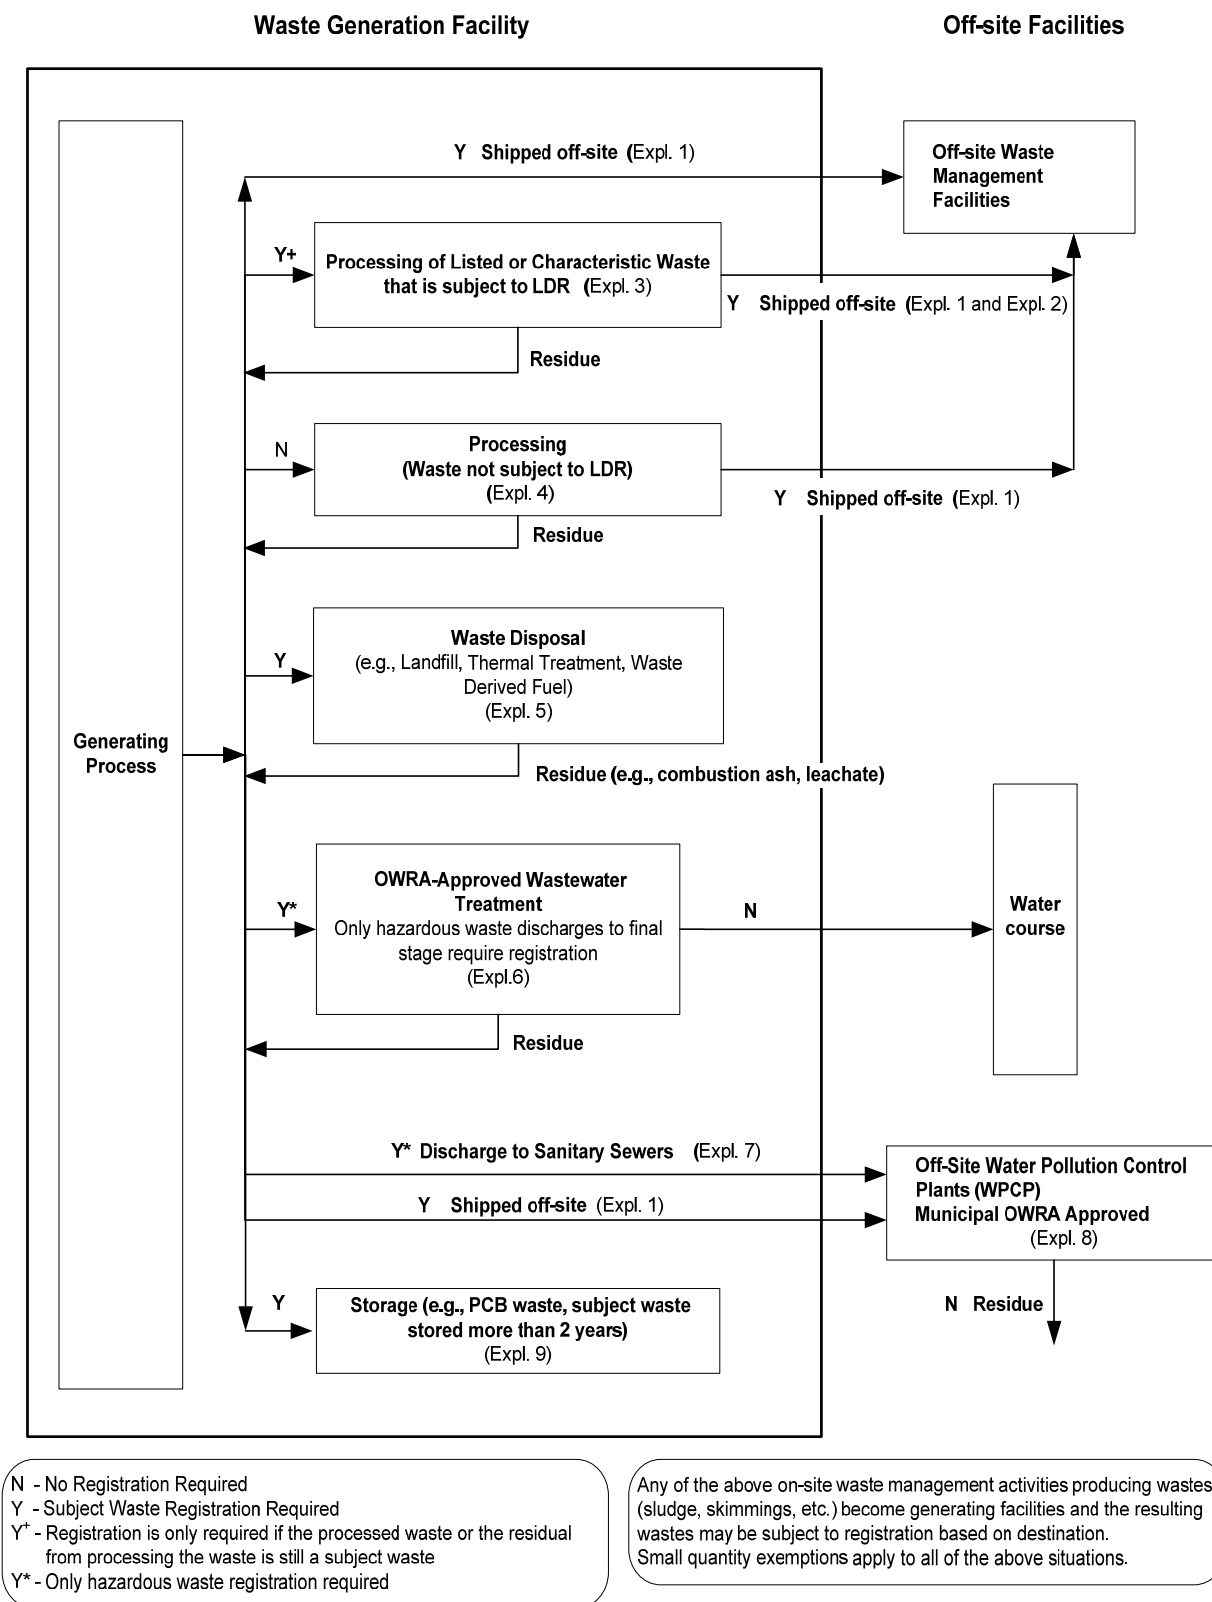 Waste Generation Facility
Off-site Facilities
Y Shipped off-site (Expl. 1)
Off-site Waste
Management
Facilities
Y+
Processing of Listed or Characteristic Waste
that is subject to LDR (Expl. 3)
Y Shipped off-site (Expl. 1 and Expl. 2)
Residue
N
Processing
(Waste not subject to LDR)
(Expl. 4)
Y Shipped off-site (Expl. 1)
Residue
Y
Waste Disposal
(e.g., Landfill, Thermal Treatment, Waste
Derived Fuel)
(Expl. 5)
Generating
Process
Residue (e.g., combustion ash, leachate)
Y*
OWRA-Approved Wastewater
Treatment
Only hazardous waste discharges to final
stage require registration
(Expl.6)
N
Water
course
Residue
Y* Discharge to Sanitary Sewers (Expl. 7)
Y Shipped off-site (Expl. 1)
Off-Site Water Pollution Control
Plants (WPCP)
Municipal OWRA Approved
(Expl. 8)
Y
Storage (e.g., PCB waste, subject waste
stored more than 2 years)
(Expl. 9)
N Residue
N - No Registration Required
Y - Subject Waste Registration Required
Y+ - Registration is only required if the processed waste or the residual
from processing the waste is still a subject waste
Y* - Only hazardous waste registration required
Any of the above on-site waste management activities producing wastes
(sludge, skimmings, etc.) become generating facilities and the resulting
wastes may be subject to registration based on destination.
Small quantity exemptions apply to all of the above situations.